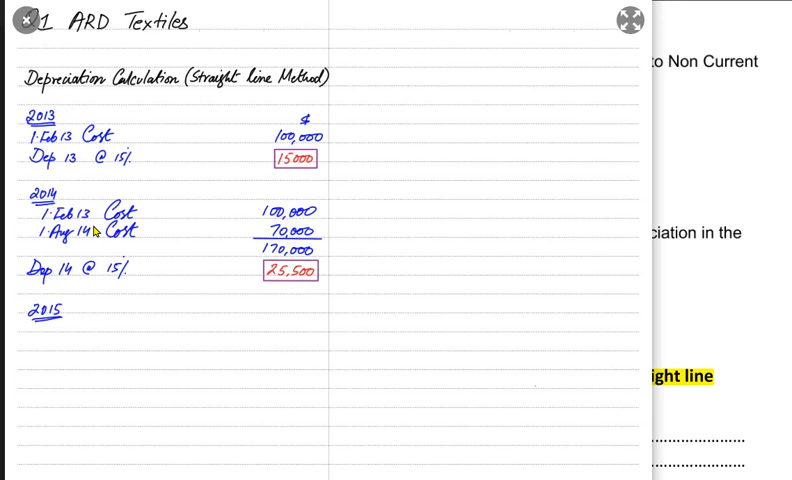 Q1 ARD Textiles
to Non Current
Depreciation Calculation (Straight line Method)
2013
$
1·Feb 13 Cost 100,000
Dep 13 @ 15% 15000
2014
1·Feb 13 Cost 100,000
1·Aug 14 Cost 70,000
170,000
Dep 14 @ 15% 25,500
2015
ciation in the
ight line